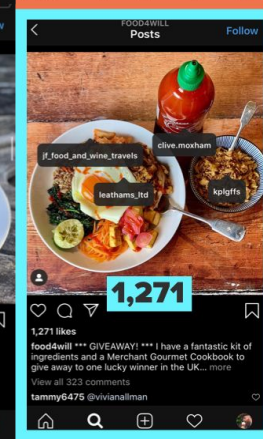 FOOD4WILL
Posts
Follow
clive.moxham
jf_food_and_wine_travels
leathams_ltd
kplgffs
1,271
1,271 likes
food4will *** GIVEAWAY! *** I have a fantastic kit of
ingredients and a Merchant Gourmet Cookbook to
give away to one lucky winner in the UK... more
View all 323 comments
tammy6475 @vivianallman